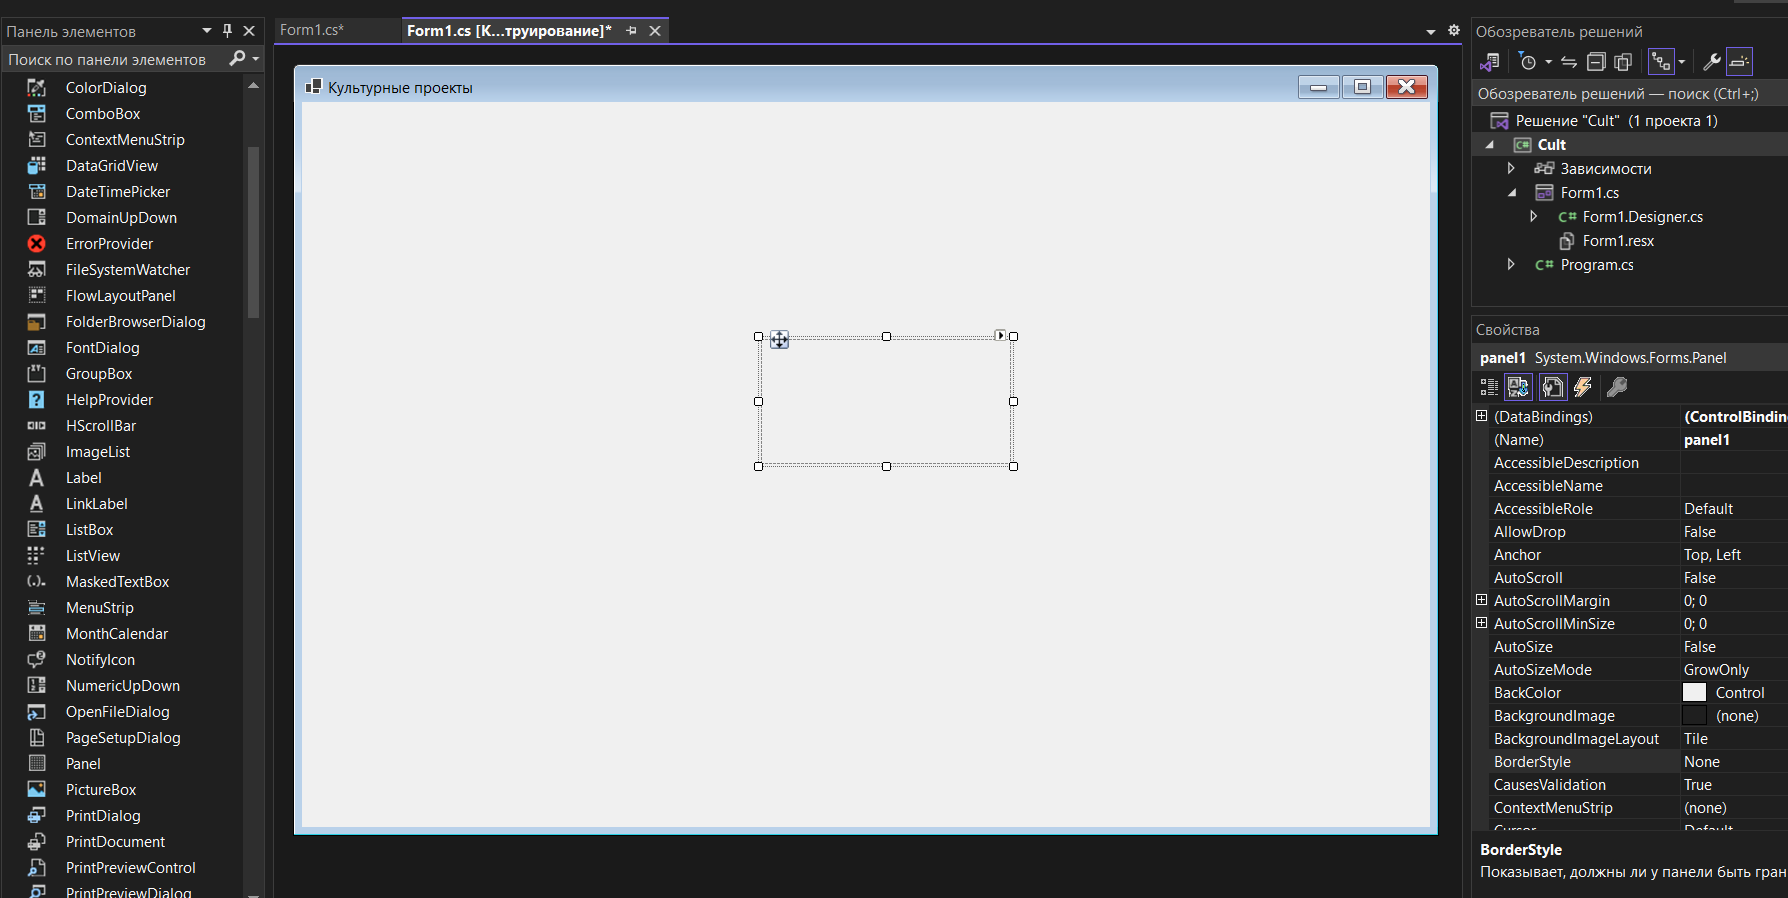 Панель элементов
Поиск по панели элементов
ColorDialog
ComboBox
ContextMenuStrip
DataGridView
DateTimePicker
DomainUpDown
ErrorProvider
FileSystemWatcher
FlowLayoutPanel
FolderBrowserDialog
FontDialog
GroupBox
HelpProvider
HScrollBar
ImageList
Label
LinkLabel
ListBox
ListView
MaskedTextBox
MenuStrip
MonthCalendar
NotifyIcon
NumericUpDown
OpenFileDialog
PageSetupDialog
Panel
PictureBox
PrintDialog
PrintDocument
PrintPreviewControl
PrintPreviewDialog
Form1.cs*
Form1.cs [К...труирование]*
Культурные проекты
Обозреватель решений
Обозреватель решений — поиск (Ctrl+;)
Решение "Cult" (1 проекта 1)
C# Cult
Зависимости
Form1.cs
C# Form1.Designer.cs
Form1.resx
C# Program.cs
Свойства
panel1 System.Windows.Forms.Panel
(DataBindings) (ControlBindin
(Name) panel1
AccessibleDescription
AccessibleName
AccessibleRole Default
AllowDrop False
Anchor Top, Left
AutoScroll False
AutoScrollMargin 0; 0
AutoScrollMinSize 0; 0
AutoSize False
AutoSizeMode GrowOnly
BackColor Control
BackgroundImage (none)
BackgroundImageLayout Tile
BorderStyle None
CausesValidation True
ContextMenuStrip (none)
Cursor Default
BorderStyle
Показывает, должны ли у панели быть гран